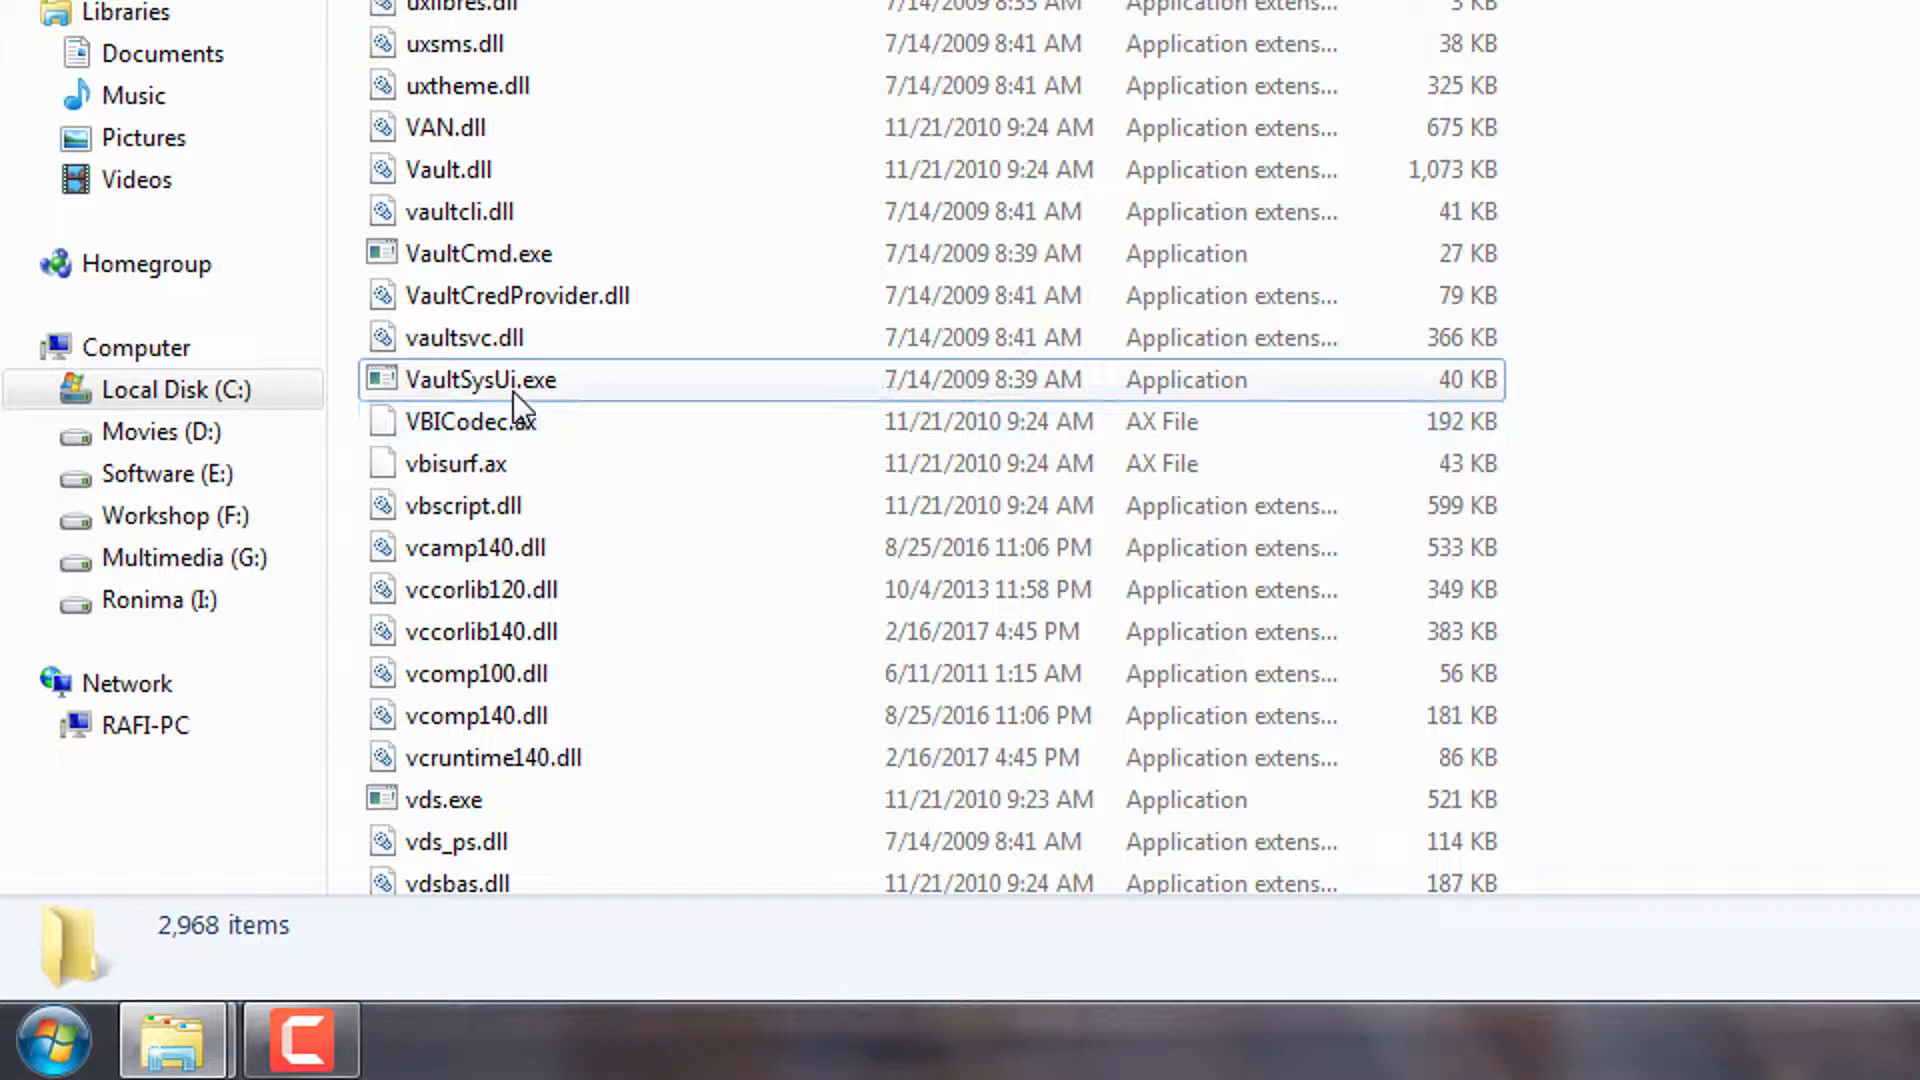 Libraries
Documents
Music
Pictures
Videos
Homegroup
Computer
Local Disk (C:)
Movies (D:)
Software (E:)
Workshop (F:)
Multimedia (G:)
Ronima (I:)
Network
RAFI-PC
uxlibres.dll 7/14/2009 8:33 AM Application extens... 3 KB
uxsms.dll 7/14/2009 8:41 AM Application extens... 38 KB
uxtheme.dll 7/14/2009 8:41 AM Application extens... 325 KB
VAN.dll 11/21/2010 9:24 AM Application extens... 675 KB
Vault.dll 11/21/2010 9:24 AM Application extens... 1,073 KB
vaultcli.dll 7/14/2009 8:41 AM Application extens... 41 KB
VaultCmd.exe 7/14/2009 8:39 AM Application 27 KB
VaultCredProvider.dll 7/14/2009 8:41 AM Application extens... 79 KB
vaultsvc.dll 7/14/2009 8:41 AM Application extens... 366 KB
VaultSysUi.exe 7/14/2009 8:39 AM Application 40 KB
VBICodec.ax 11/21/2010 9:24 AM AX File 192 KB
vbisurf.ax 11/21/2010 9:24 AM AX File 43 KB
vbscript.dll 11/21/2010 9:24 AM Application extens... 599 KB
vcamp140.dll 8/25/2016 11:06 PM Application extens... 533 KB
vccorlib120.dll 10/4/2013 11:58 PM Application extens... 349 KB
vccorlib140.dll 2/16/2017 4:45 PM Application extens... 383 KB
vcomp100.dll 6/11/2011 1:15 AM Application extens... 56 KB
vcomp140.dll 8/25/2016 11:06 PM Application extens... 181 KB
vcruntime140.dll 2/16/2017 4:45 PM Application extens... 86 KB
vds.exe 11/21/2010 9:23 AM Application 521 KB
vds_ps.dll 7/14/2009 8:41 AM Application extens... 114 KB
vdsbas.dll 11/21/2010 9:24 AM Application extens... 187 KB
2,968 items